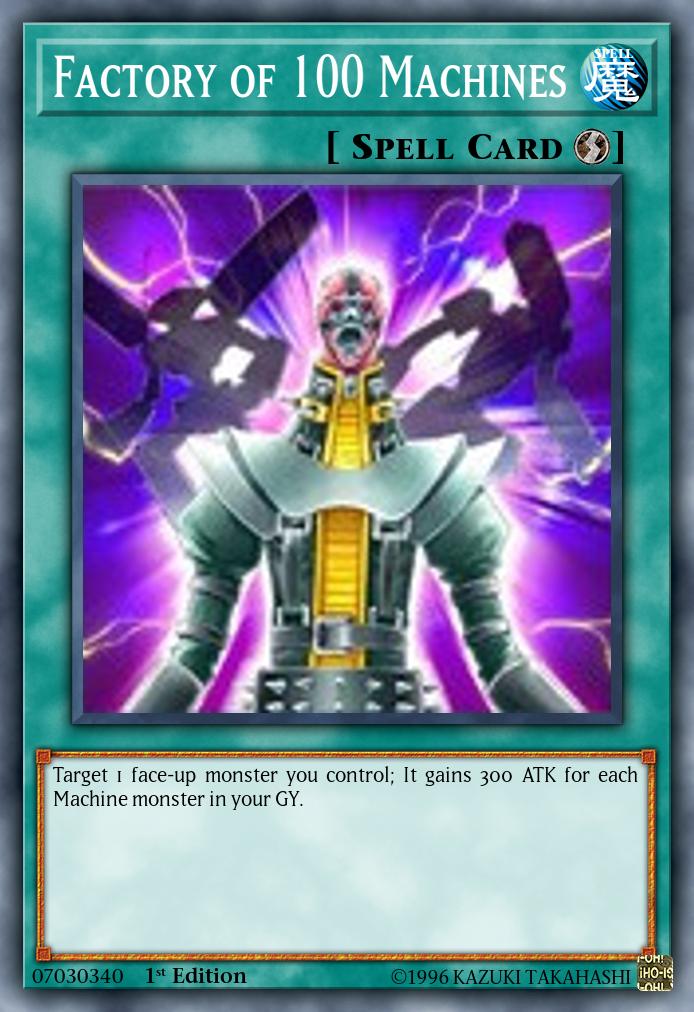 Factory of 100 Machines
SPELL
魔
[ Spell Card ]
Target 1 face-up monster you control; It gains 300 ATK for each
Machine monster in your GY.
07030340 1st Edition ©1996 KAZUKI TAKAHASHI